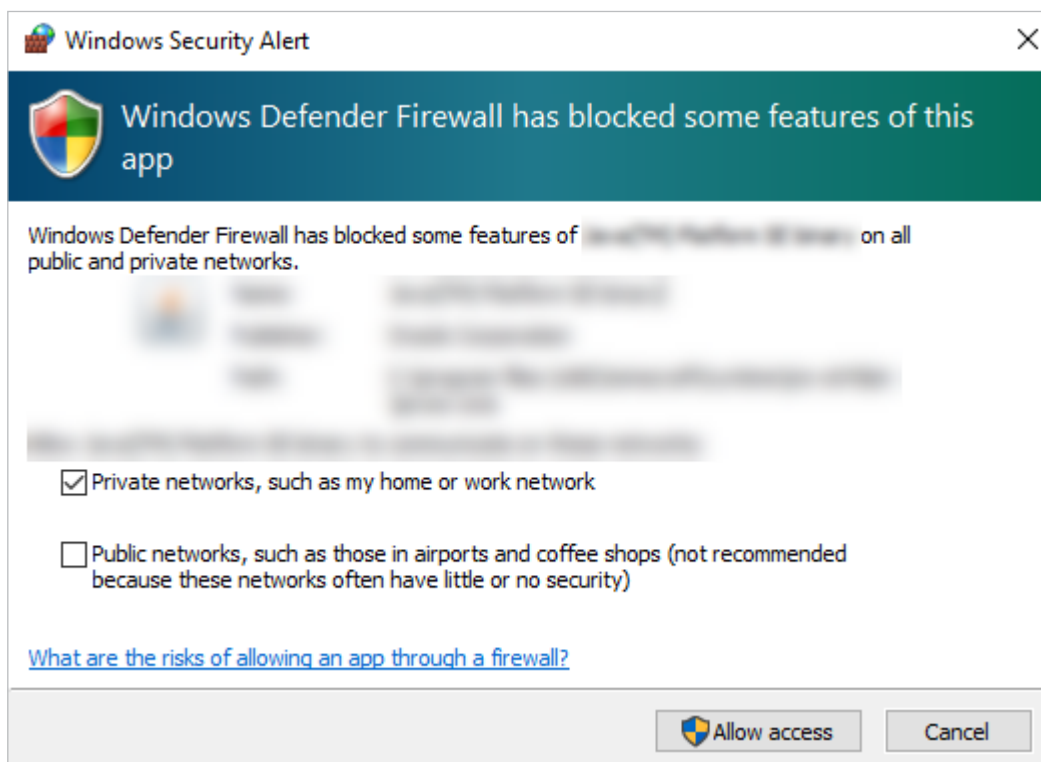 Windows Security Alert
Windows Defender Firewall has blocked some features of this
app
Windows Defender Firewall has blocked some features of on all
public and private networks.
Private networks, such as my home or work network
Public networks, such as those in airports and coffee shops (not recommended
because these networks often have little or no security)
What are the risks of allowing an app through a firewall?
Allow access
Cancel